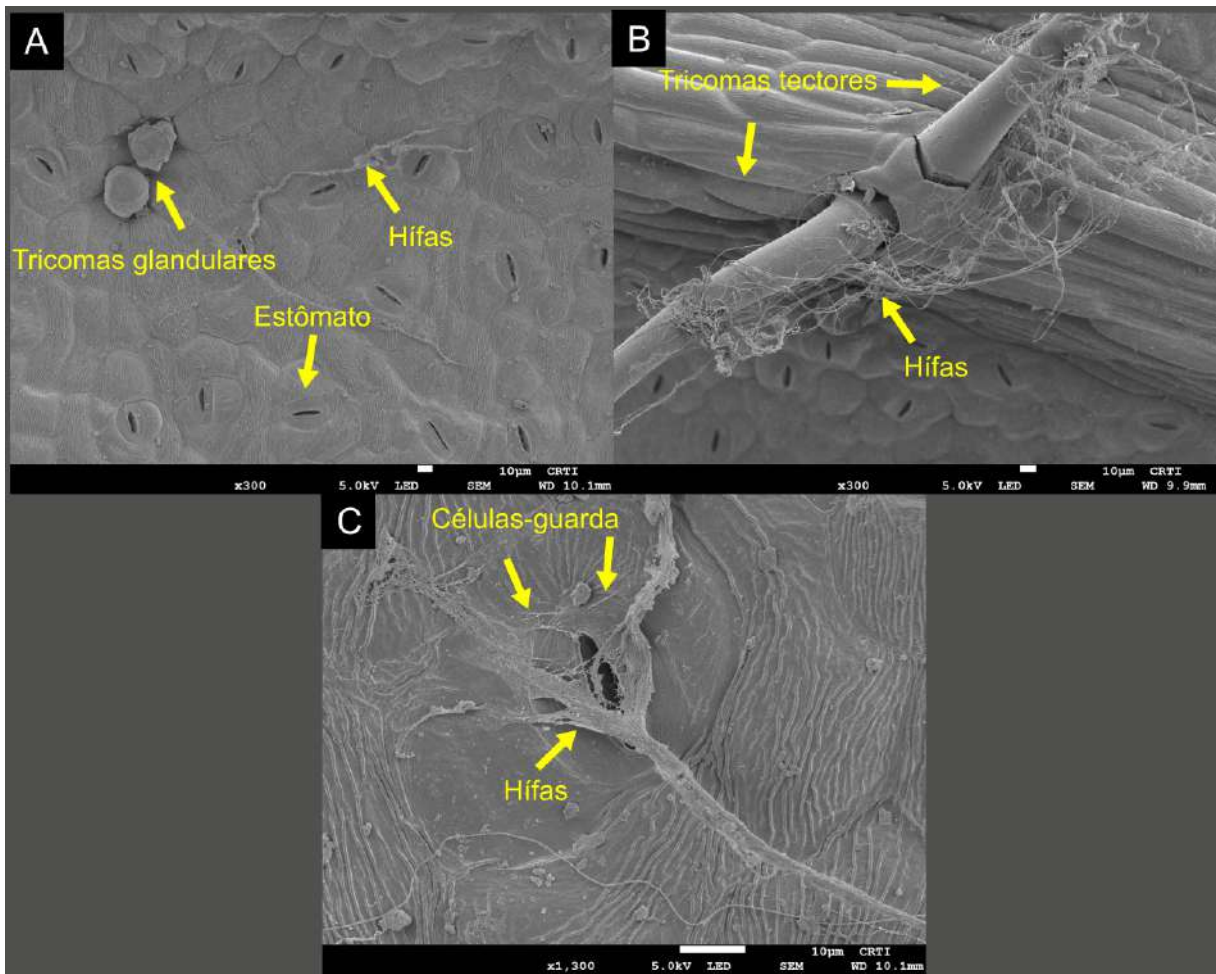 A
Tricomas glandulares
Hífas
Estômato
10µm CRTI
x300 5.0kV LED SEM WD 10.1mm
B
Tricomas tectores
Hífas
10µm CRTI
x300 5.0kV LED SEM WD 9.9mm
C
Células-guarda
Hífas
10µm CRTI
x1,300 5.0kV LED SEM WD 10.1mm